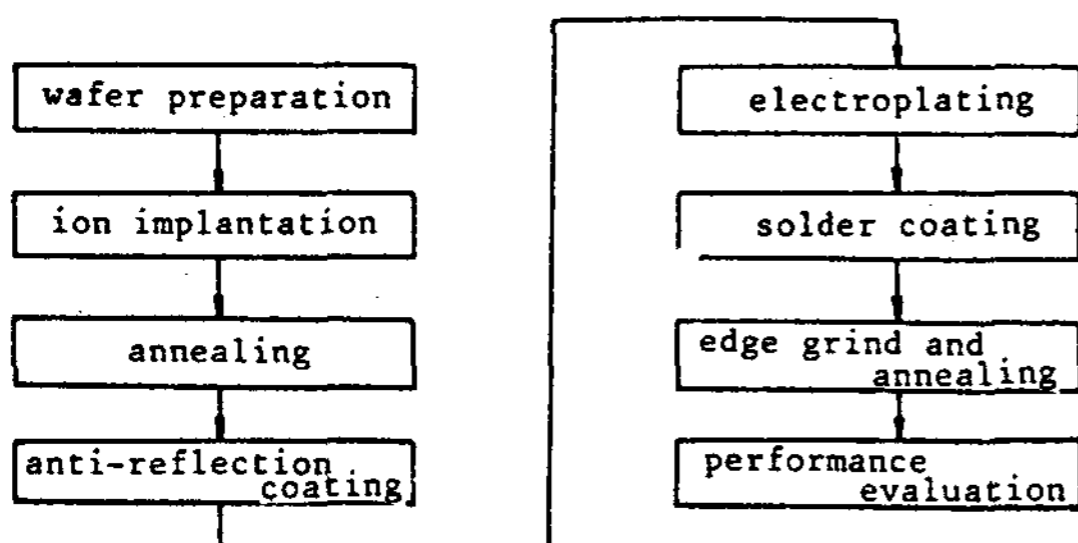 wafer preparation
ion implantation
annealing
anti-reflection
coating
electroplating
solder coating
edge grind and
annealing
performance
evaluation